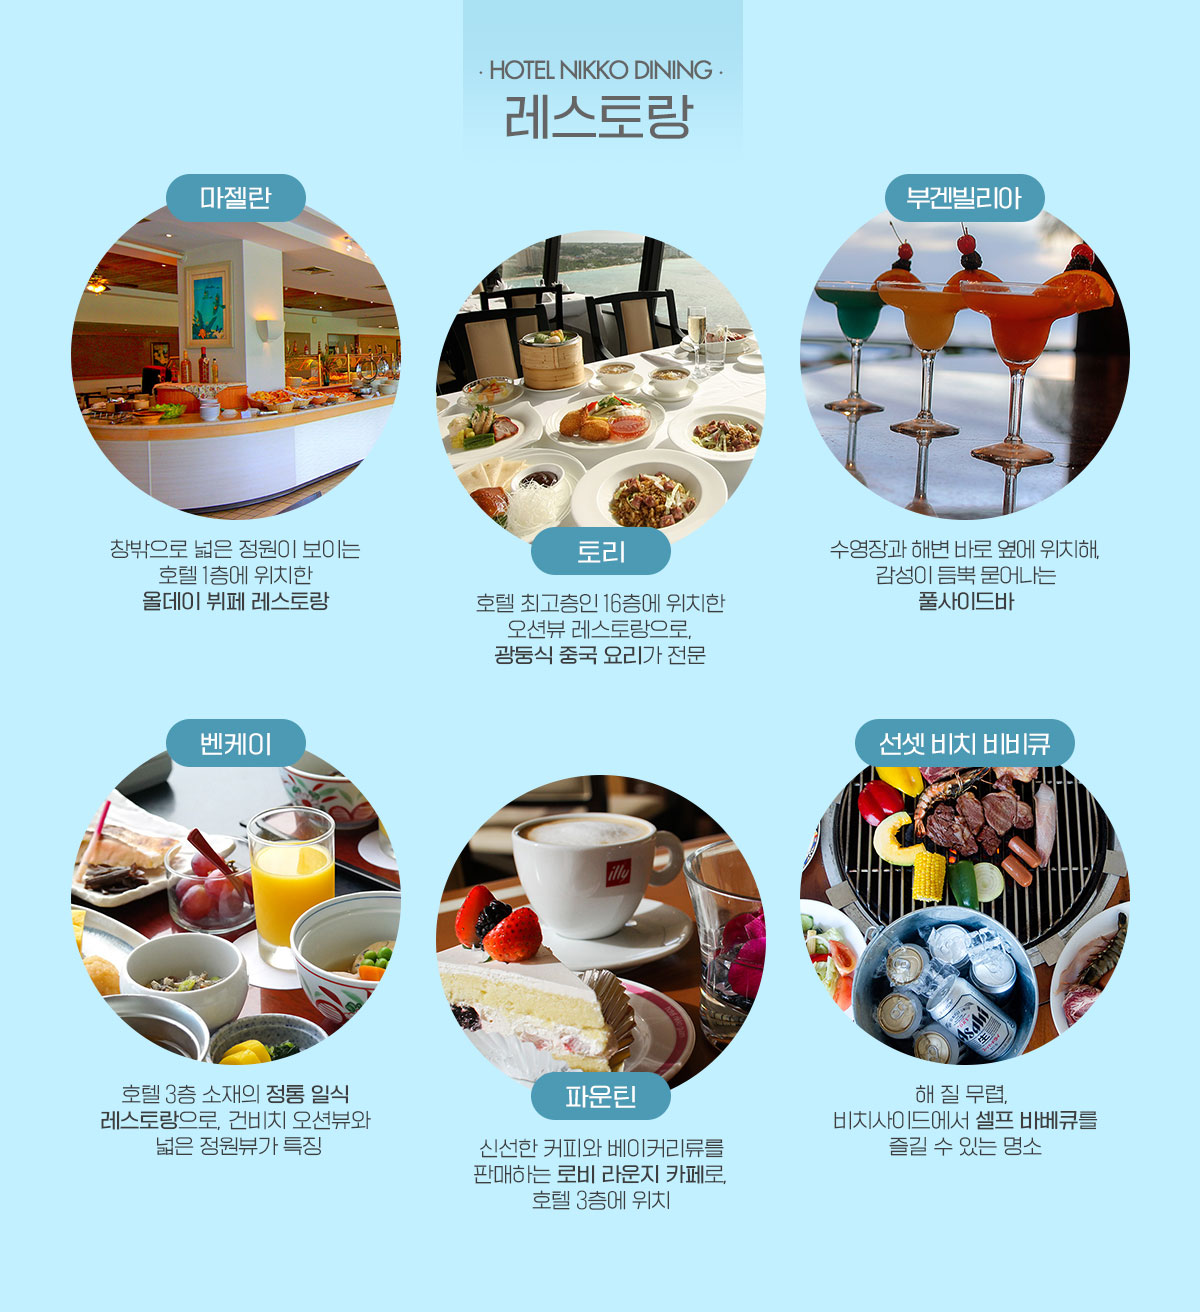 · HOTEL NIKKO DINING ·
레스토랑
마젤란
창밖으로 넓은 정원이 보이는
호텔 1층에 위치한
올데이 뷔페 레스토랑
토리
호텔 최고층인 16층에 위치한
오션뷰 레스토랑으로,
광둥식 중국 요리가 전문
부겐빌리아
수영장과 해변 바로 옆에 위치해,
감성이 듬뿍 묻어나는
풀사이드바
벤케이
호텔 3층 소재의 정통 일식
레스토랑으로, 건비치 오션뷰와
넓은 정원뷰가 특징
illy
파운틴
신선한 커피와 베이커리류를
판매하는 로비 라운지 카페로,
호텔 3층에 위치
선셋 비치 비비큐
Asahi
해 질 무렵,
비치사이드에서 셀프 바베큐를
즐길 수 있는 명소